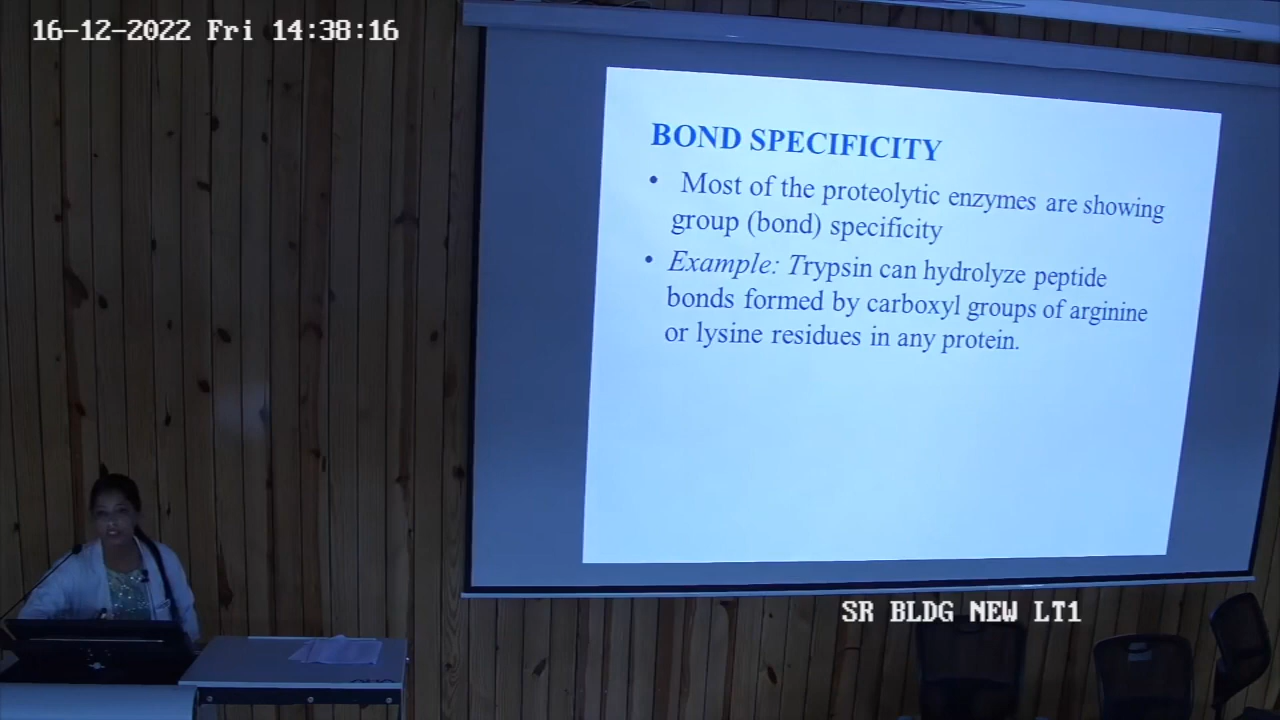 16-12-2022 Fri 14:38:16
BOND SPECIFICITY
• Most of the proteolytic enzymes are showing
group (bond) specificity
• Example: Trypsin can hydrolyze peptide
bonds formed by carboxyl groups of arginine
or lysine residues in any protein.
SR BLDG NEW LT1